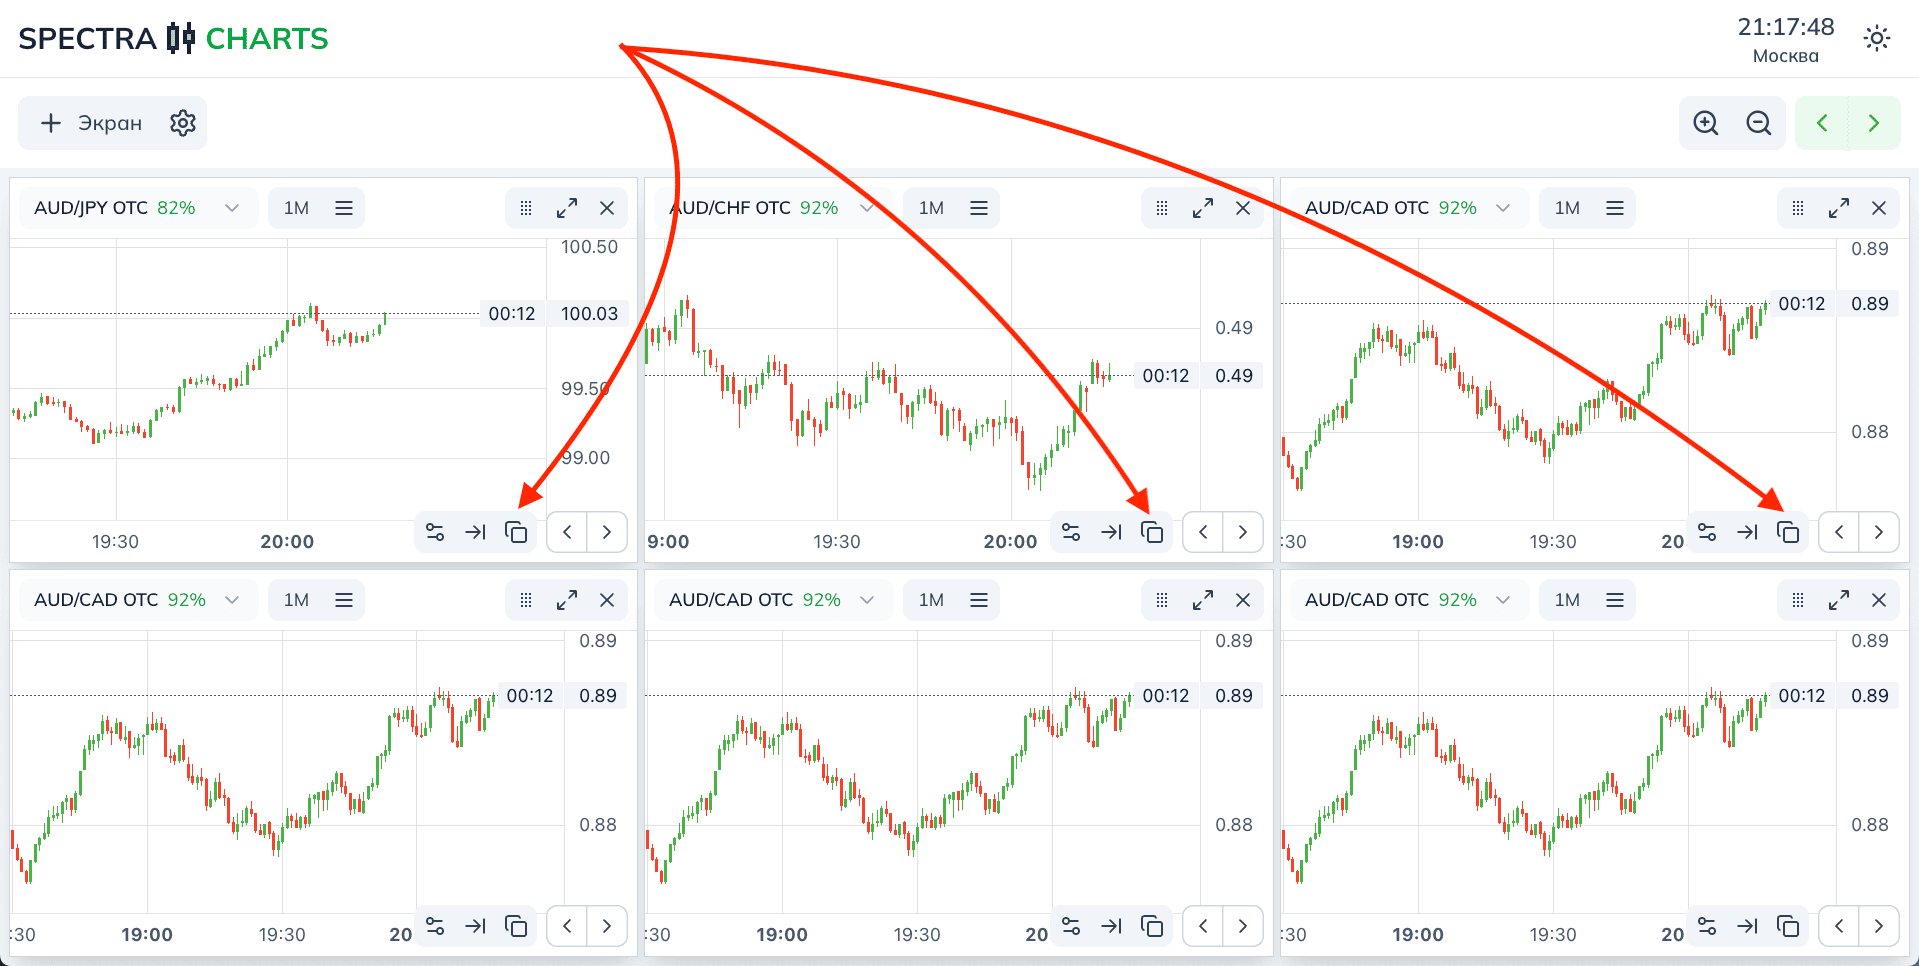 SPECTRA CHARTS
21:17:48
Москва
Экран
AUD/JPY OTC 82% 1M
100.50
00:12 100.03
99.50
99.00
19:30 20:00
AUD/CHF OTC 92% 1M
0.49
00:12 0.49
9:00 19:30 20:00
AUD/CAD OTC 92% 1M
0.89
00:12 0.89
0.88
:30 19:00 19:30 20
AUD/CAD OTC 92% 1M
0.89
00:12 0.89
0.88
:30 19:00 19:30 20
AUD/CAD OTC 92% 1M
0.89
00:12 0.89
0.88
:30 19:00 19:30 20
AUD/CAD OTC 92% 1M
0.89
00:12 0.89
0.88
:30 19:00 19:30 20